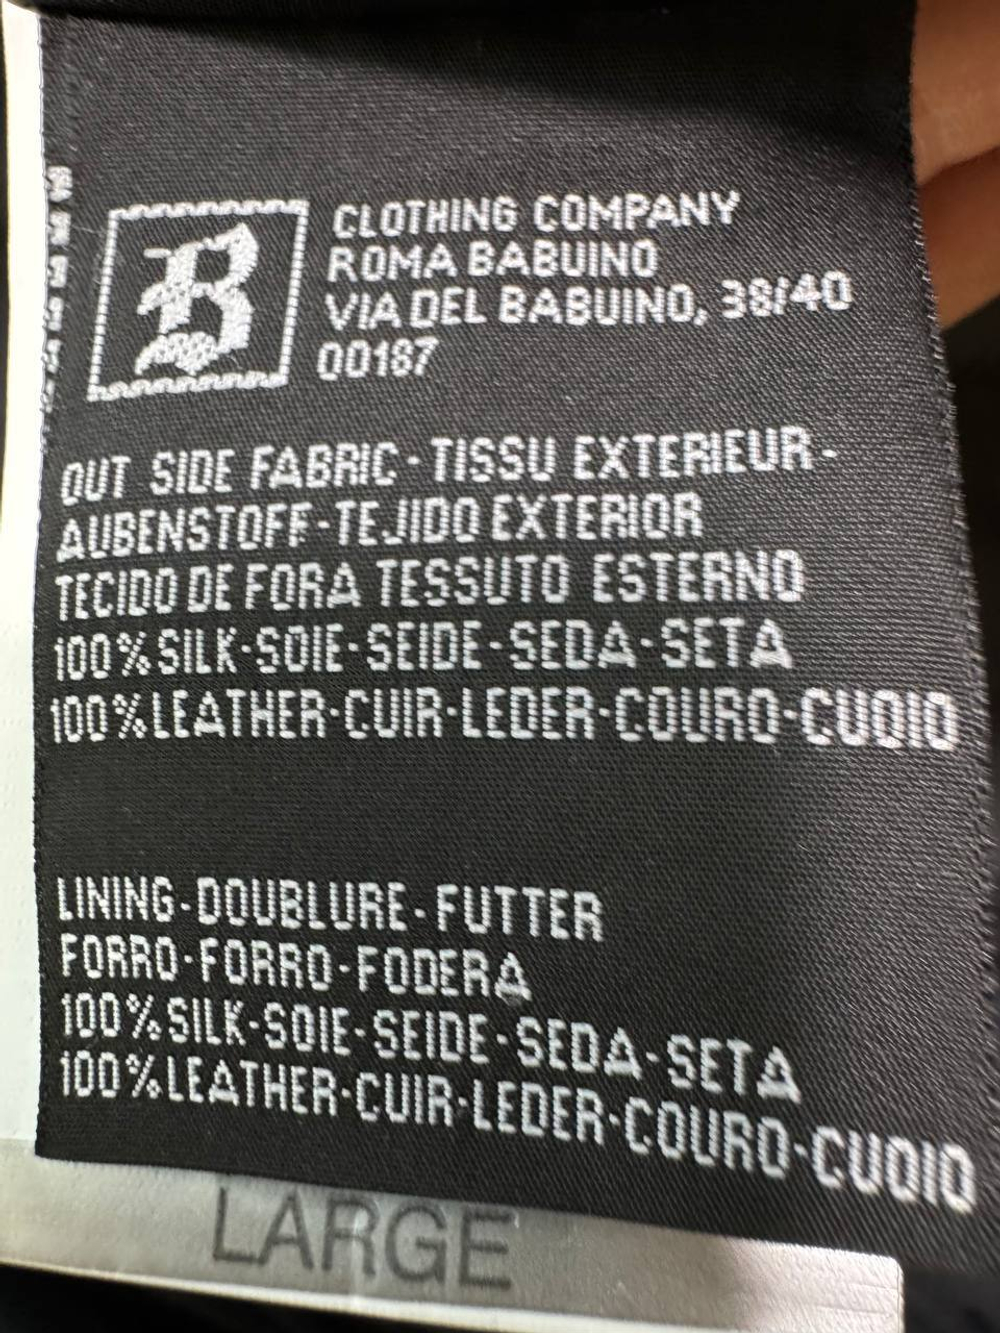 B
CLOTHING COMPANY
ROMA BABUINO
VIA DEL BABUINO, 38/40
00187
OUT SIDE FABRIC-TISSU EXTERIEUR-
AUBENSTOFF-TEJIDO EXTERIOR
TECIDO DE FORA TESSUTO ESTERNO
100%SILK-SOIE-SEIDE-SEDA-SETA
100%LEATHER-CUIR-LEDER-COURO-CUOIO
LINING-DOUBLURE-FUTTER
FORRO-FORRO-FODERA
100%SILK-SOIE-SEIDE-SEDA-SETA
100%LEATHER-CUIR-LEDER-COURO-CUOIO
LARGE